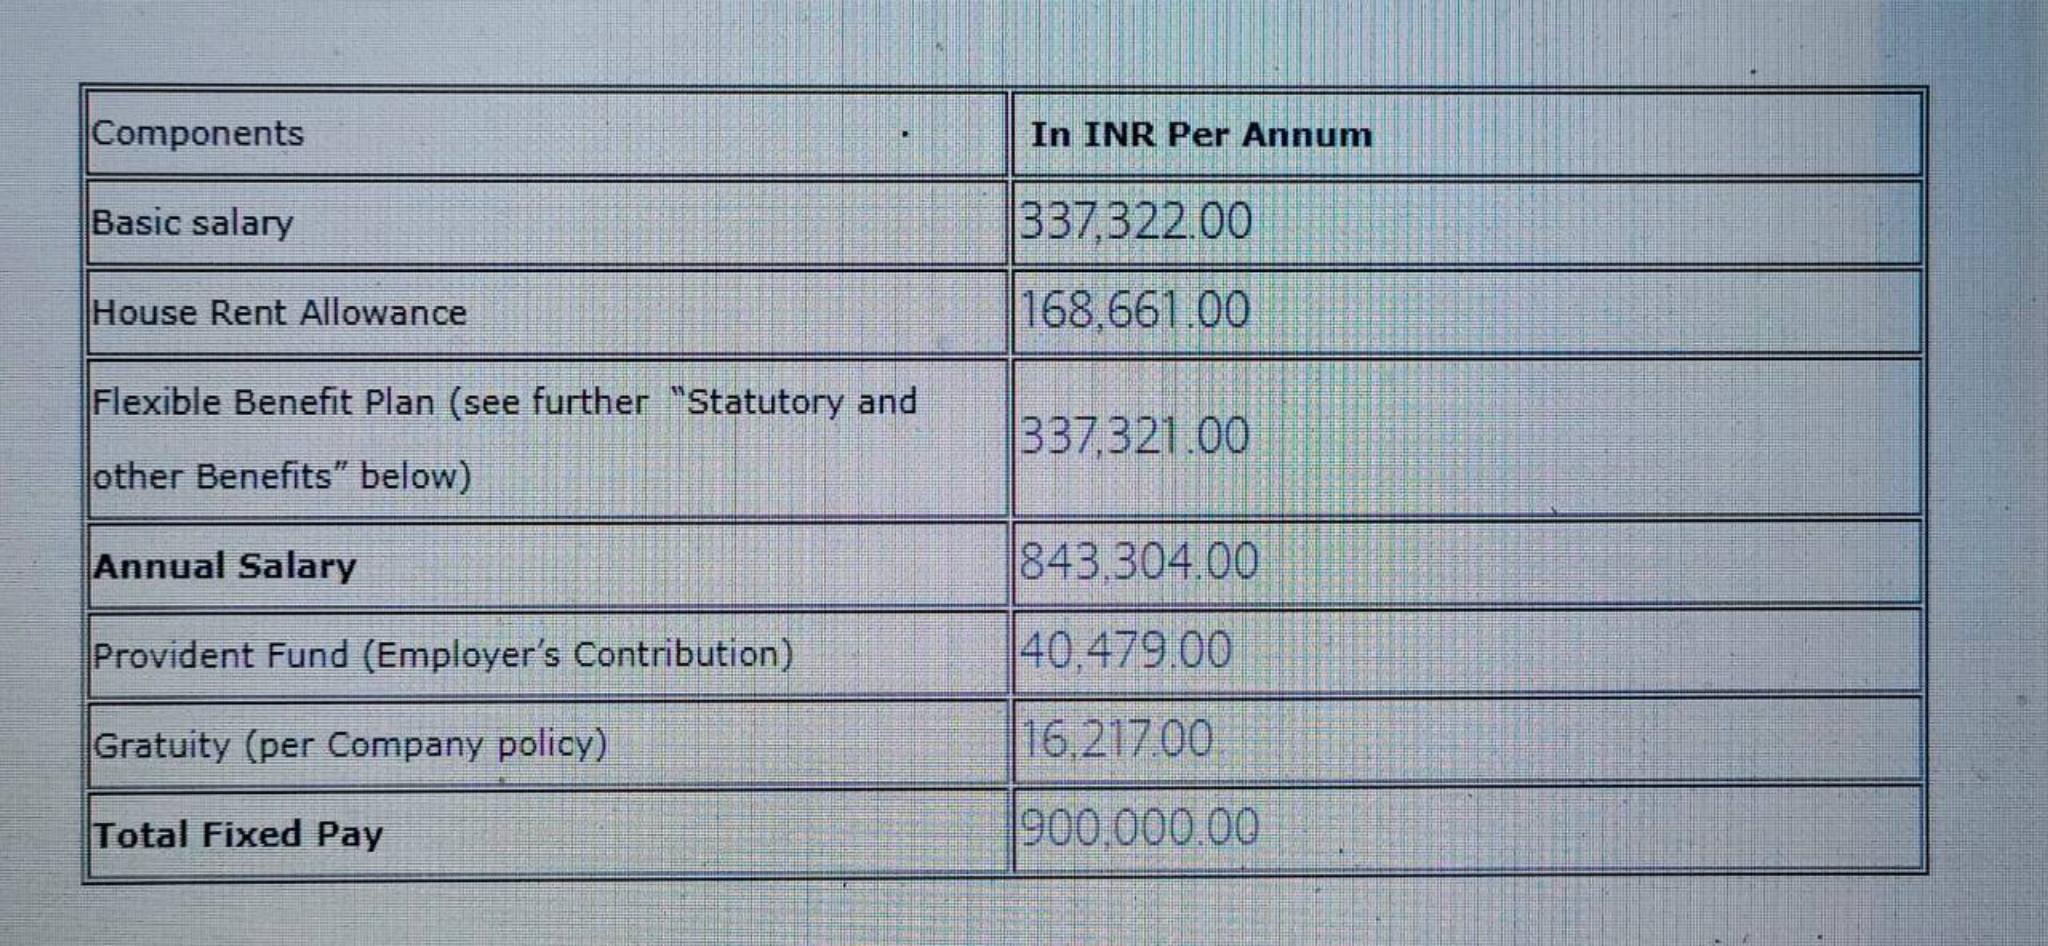 Components In INR Per Annum
Basic salary 337,322.00
House Rent Allowance 168,661.00
Flexible Benefit Plan (see further "Statutory and
other Benefits" below) 337,321.00
Annual Salary 843,304.00
Provident Fund (Employer's Contribution) 40,479.00
Gratuity (per Company policy) 16,217.00
Total Fixed Pay 900,000.00